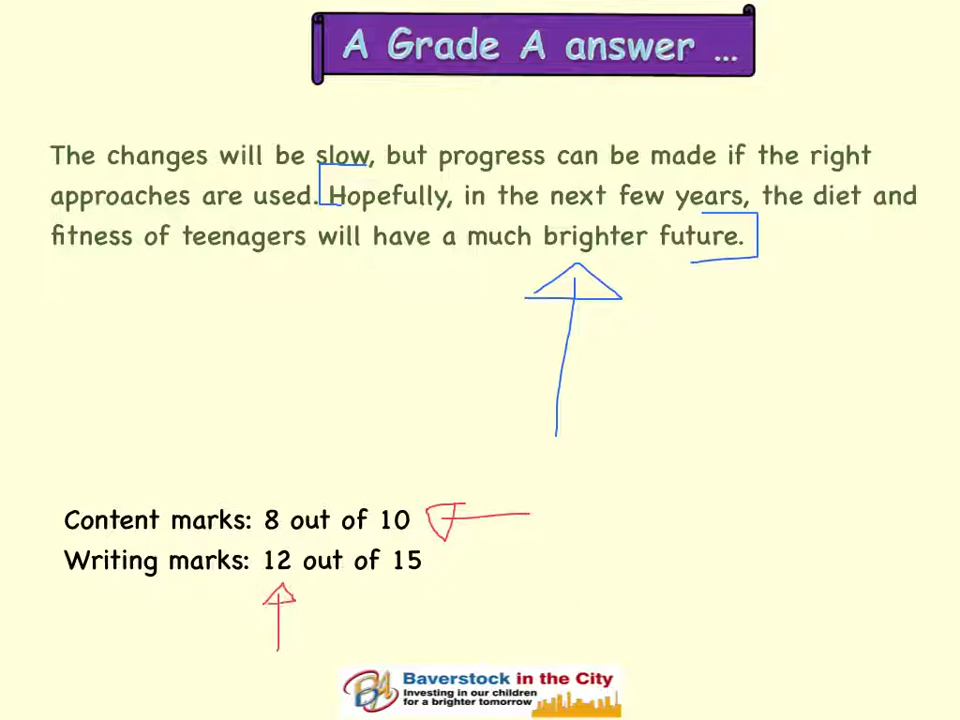 A Grade A answer ...
The changes will be slow, but progress can be made if the right
approaches are used. Hopefully, in the next few years, the diet and
fitness of teenagers will have a much brighter future.
Content marks: 8 out of 10
Writing marks: 12 out of 15
Baverstock in the City
Investing in our children
for a brighter tomorrow